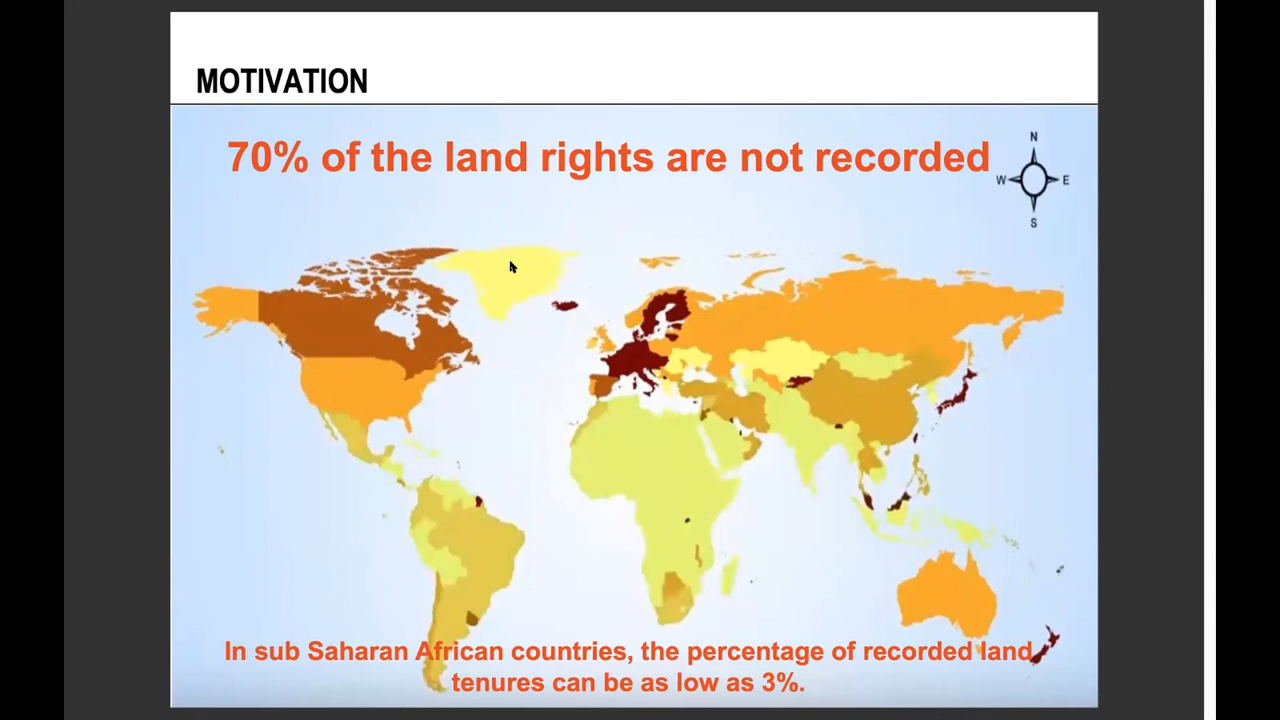 MOTIVATION
70% of the land rights are not recorded
N
W
E
S
In sub Saharan African countries, the percentage of recorded land
tenures can be as low as 3%.